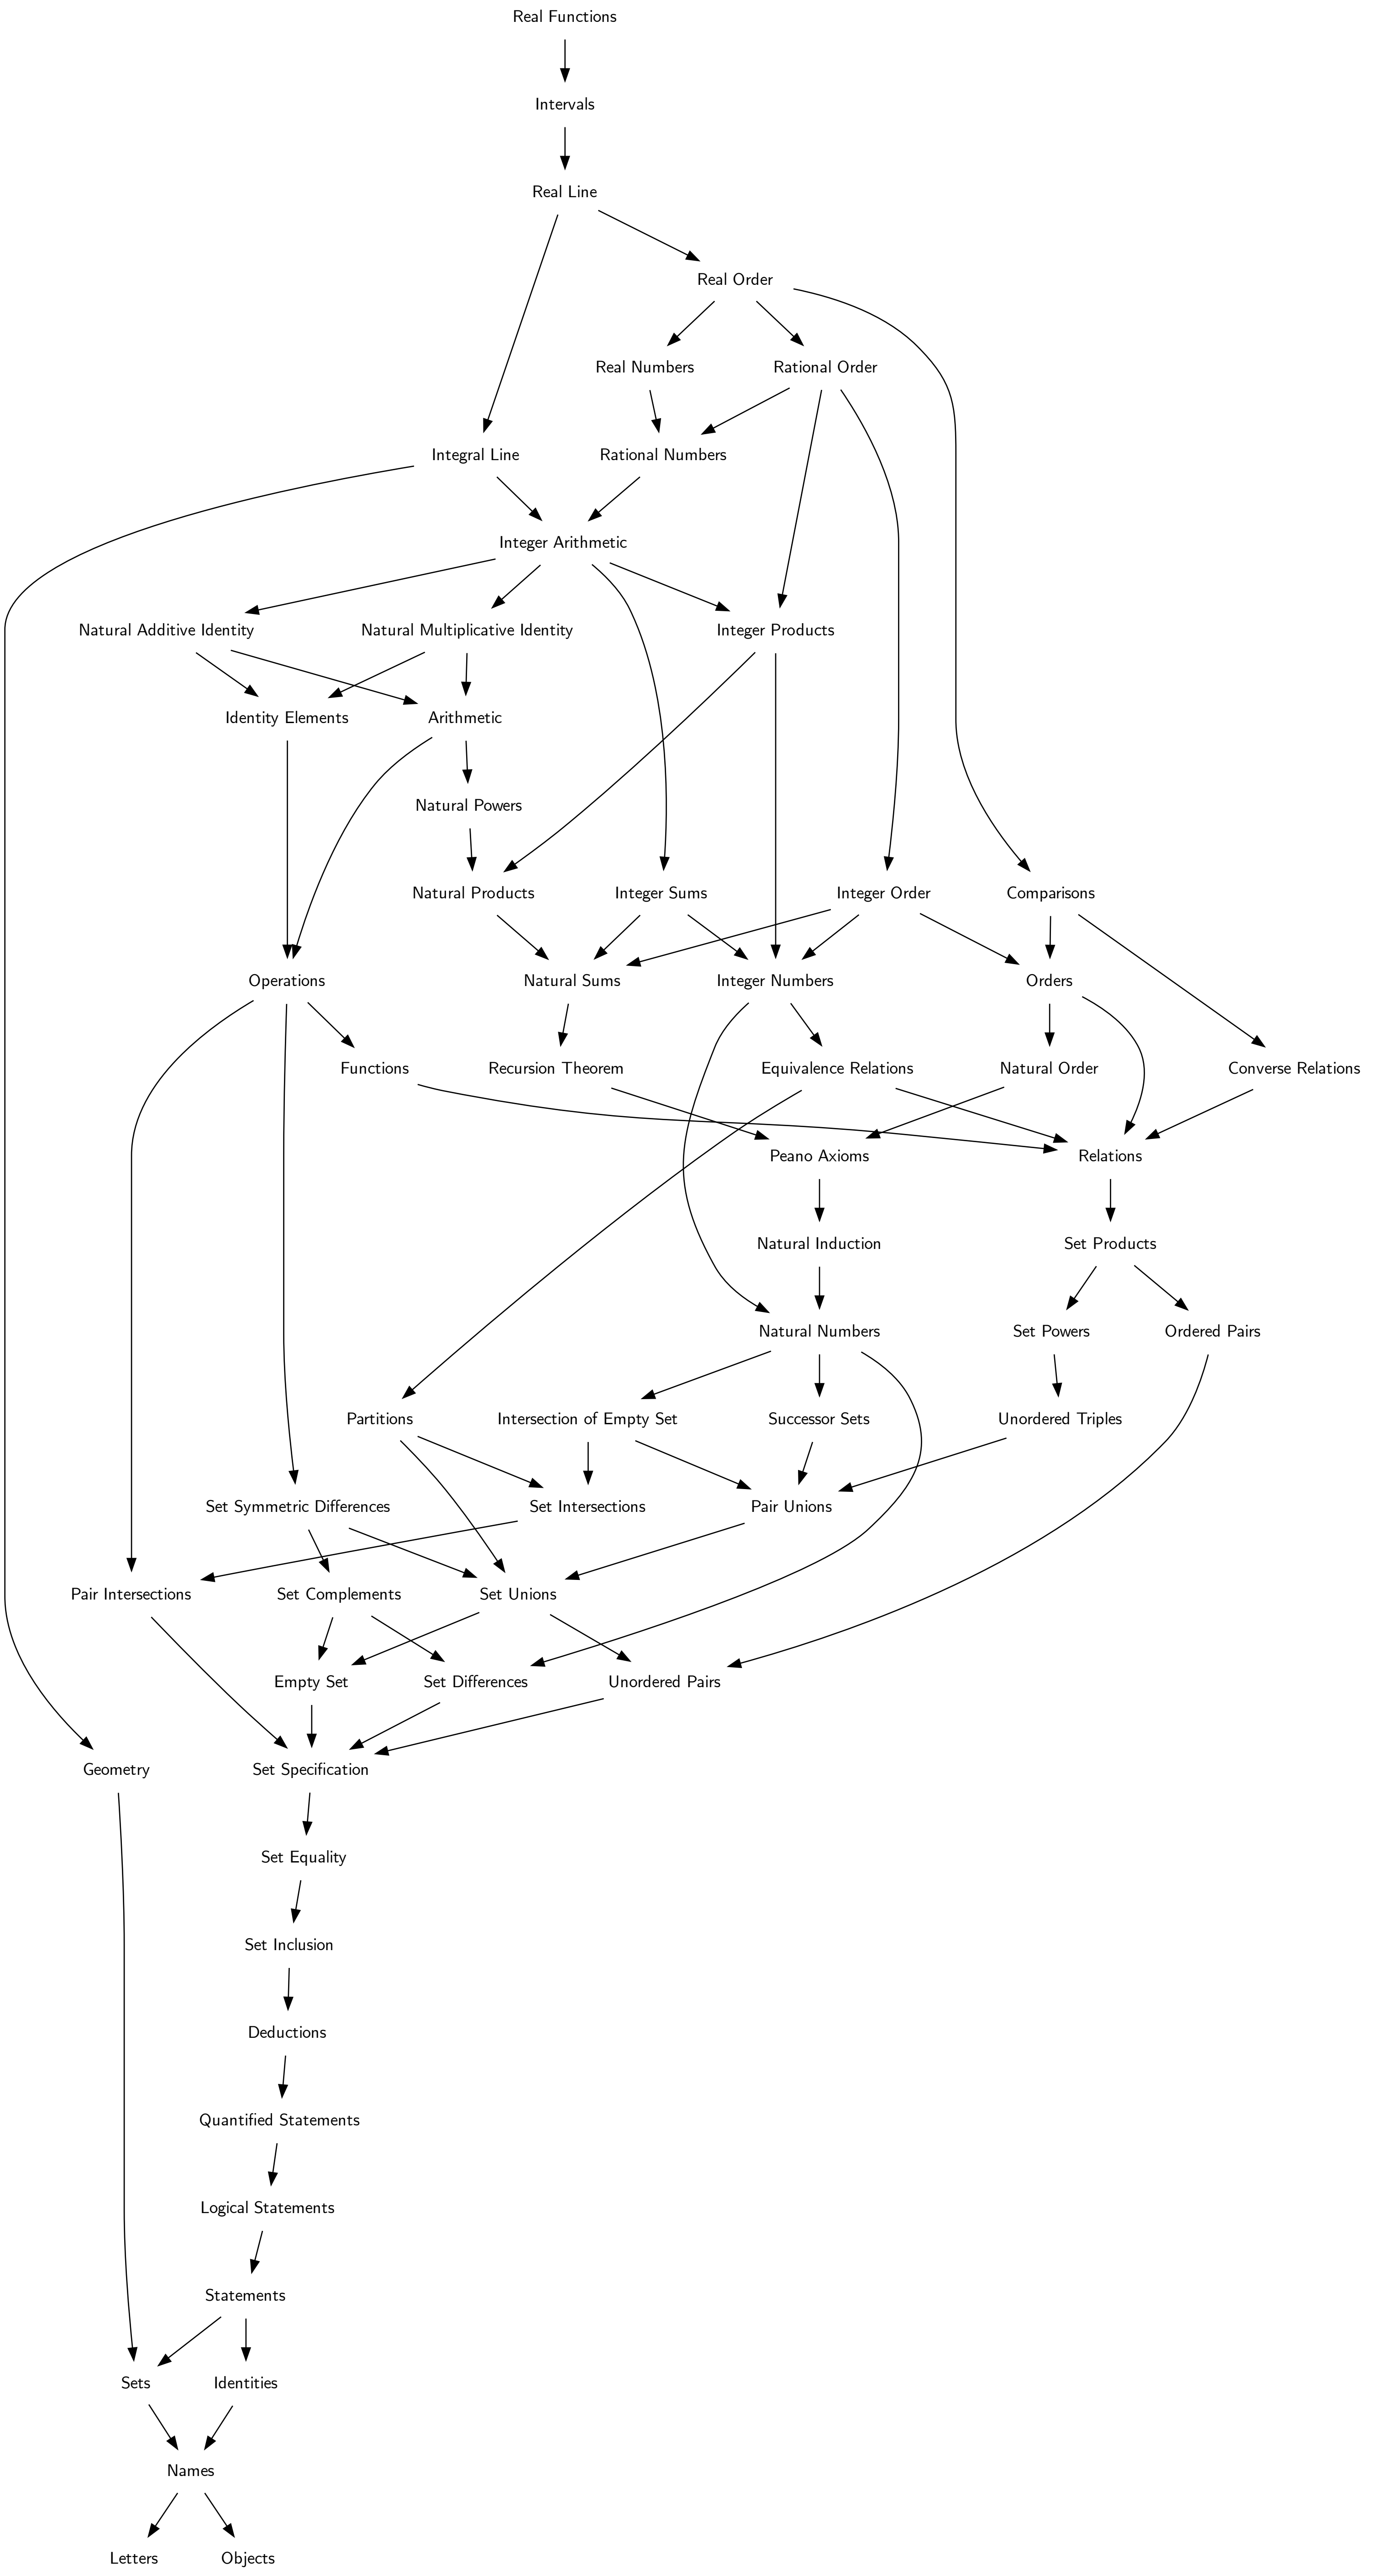 Real Functions
Intervals
Real Line
Real Order
Real Numbers
Rational Order
Integral Line
Rational Numbers
Integer Arithmetic
Natural Additive Identity
Natural Multiplicative Identity
Integer Products
Identity Elements
Arithmetic
Natural Powers
Natural Products
Integer Sums
Integer Order
Comparisons
Operations
Natural Sums
Integer Numbers
Orders
Functions
Recursion Theorem
Equivalence Relations
Natural Order
Converse Relations
Peano Axioms
Relations
Natural Induction
Set Products
Natural Numbers
Set Powers
Ordered Pairs
Partitions
Intersection of Empty Set
Successor Sets
Unordered Triples
Set Symmetric Differences
Set Intersections
Pair Unions
Pair Intersections
Set Complements
Set Unions
Empty Set
Set Differences
Unordered Pairs
Geometry
Set Specification
Set Equality
Set Inclusion
Deductions
Quantified Statements
Logical Statements
Statements
Sets
Identities
Names
Letters
Objects